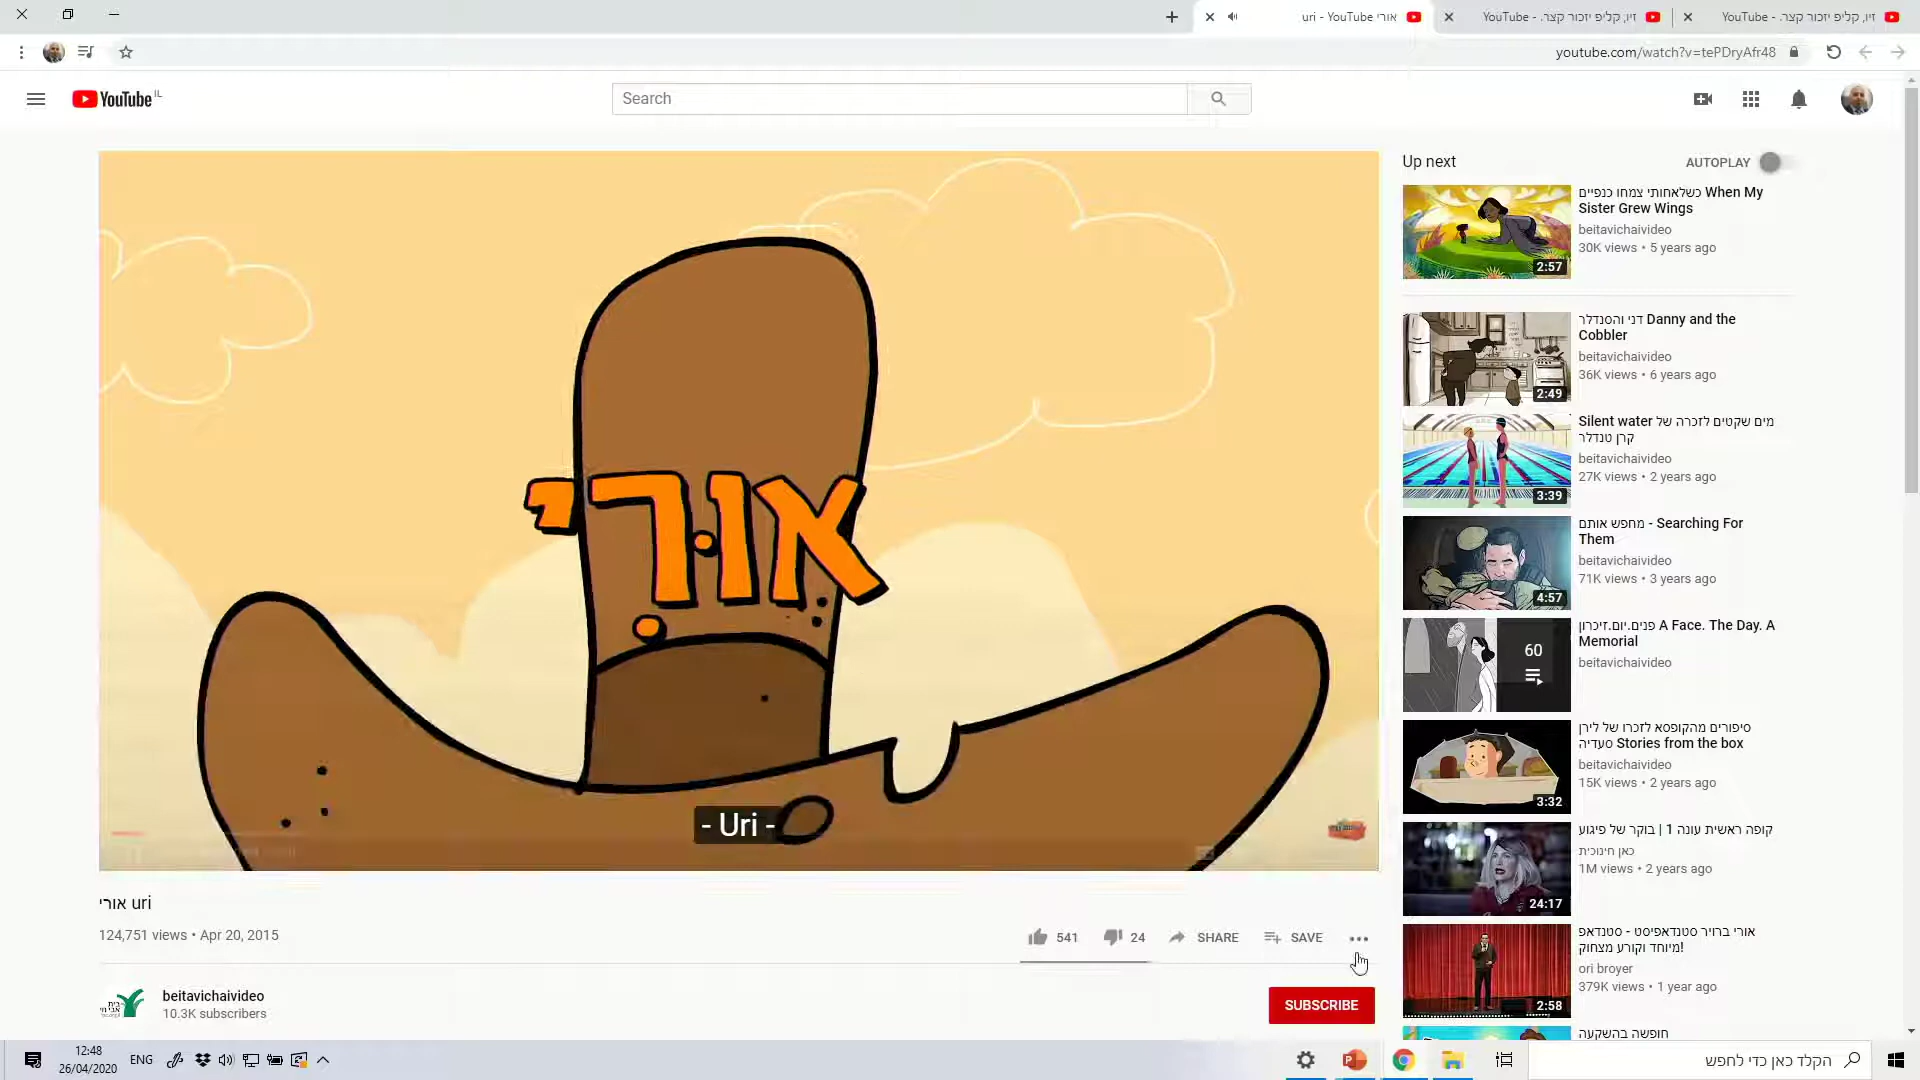 uri אורי - YouTube
זיו, קליפ יזכור קצר. - YouTube
זיו, קליפ יזכור קצר. - YouTube
youtube.com/watch?v=tePDryAfr48
YouTube IL
Search
אורי
- Uri -
אורי uri
124,751 views • Apr 20, 2015
541
24
SHARE
SAVE
beitavichaivideo
10.3K subscribers
SUBSCRIBE
Up next
AUTOPLAY
כשלאחותי צמחו כנפיים When My
Sister Grew Wings
beitavichaivideo
30K views • 5 years ago
2:57
דני והסנדלר Danny and the
Cobbler
beitavichaivideo
36K views • 6 years ago
2:49
Silent water מים שקטים לזכרה של
קרן טנדלר
beitavichaivideo
27K views • 2 years ago
3:39
מחפש אותם - Searching For
Them
beitavichaivideo
71K views • 3 years ago
4:57
פנים.יום.זיכרון A Face. The Day. A
Memorial
beitavichaivideo
60
סיפורים מהקופסא לזכרו של לירן
סעדיה Stories from the box
beitavichaivideo
15K views • 2 years ago
3:32
קופה ראשית עונה 1 | בוקר של פיגוע
כאן חינוכית
1M views • 2 years ago
24:17
אורי ברויר סטנדאפיסט - סטנדאפ
מיוחד וקורע מצחוק!
ori broyer
379K views • 1 year ago
2:58
חופשה בהשקעה
12:48
26/04/2020
ENG
הקלד כאן כדי לחפש